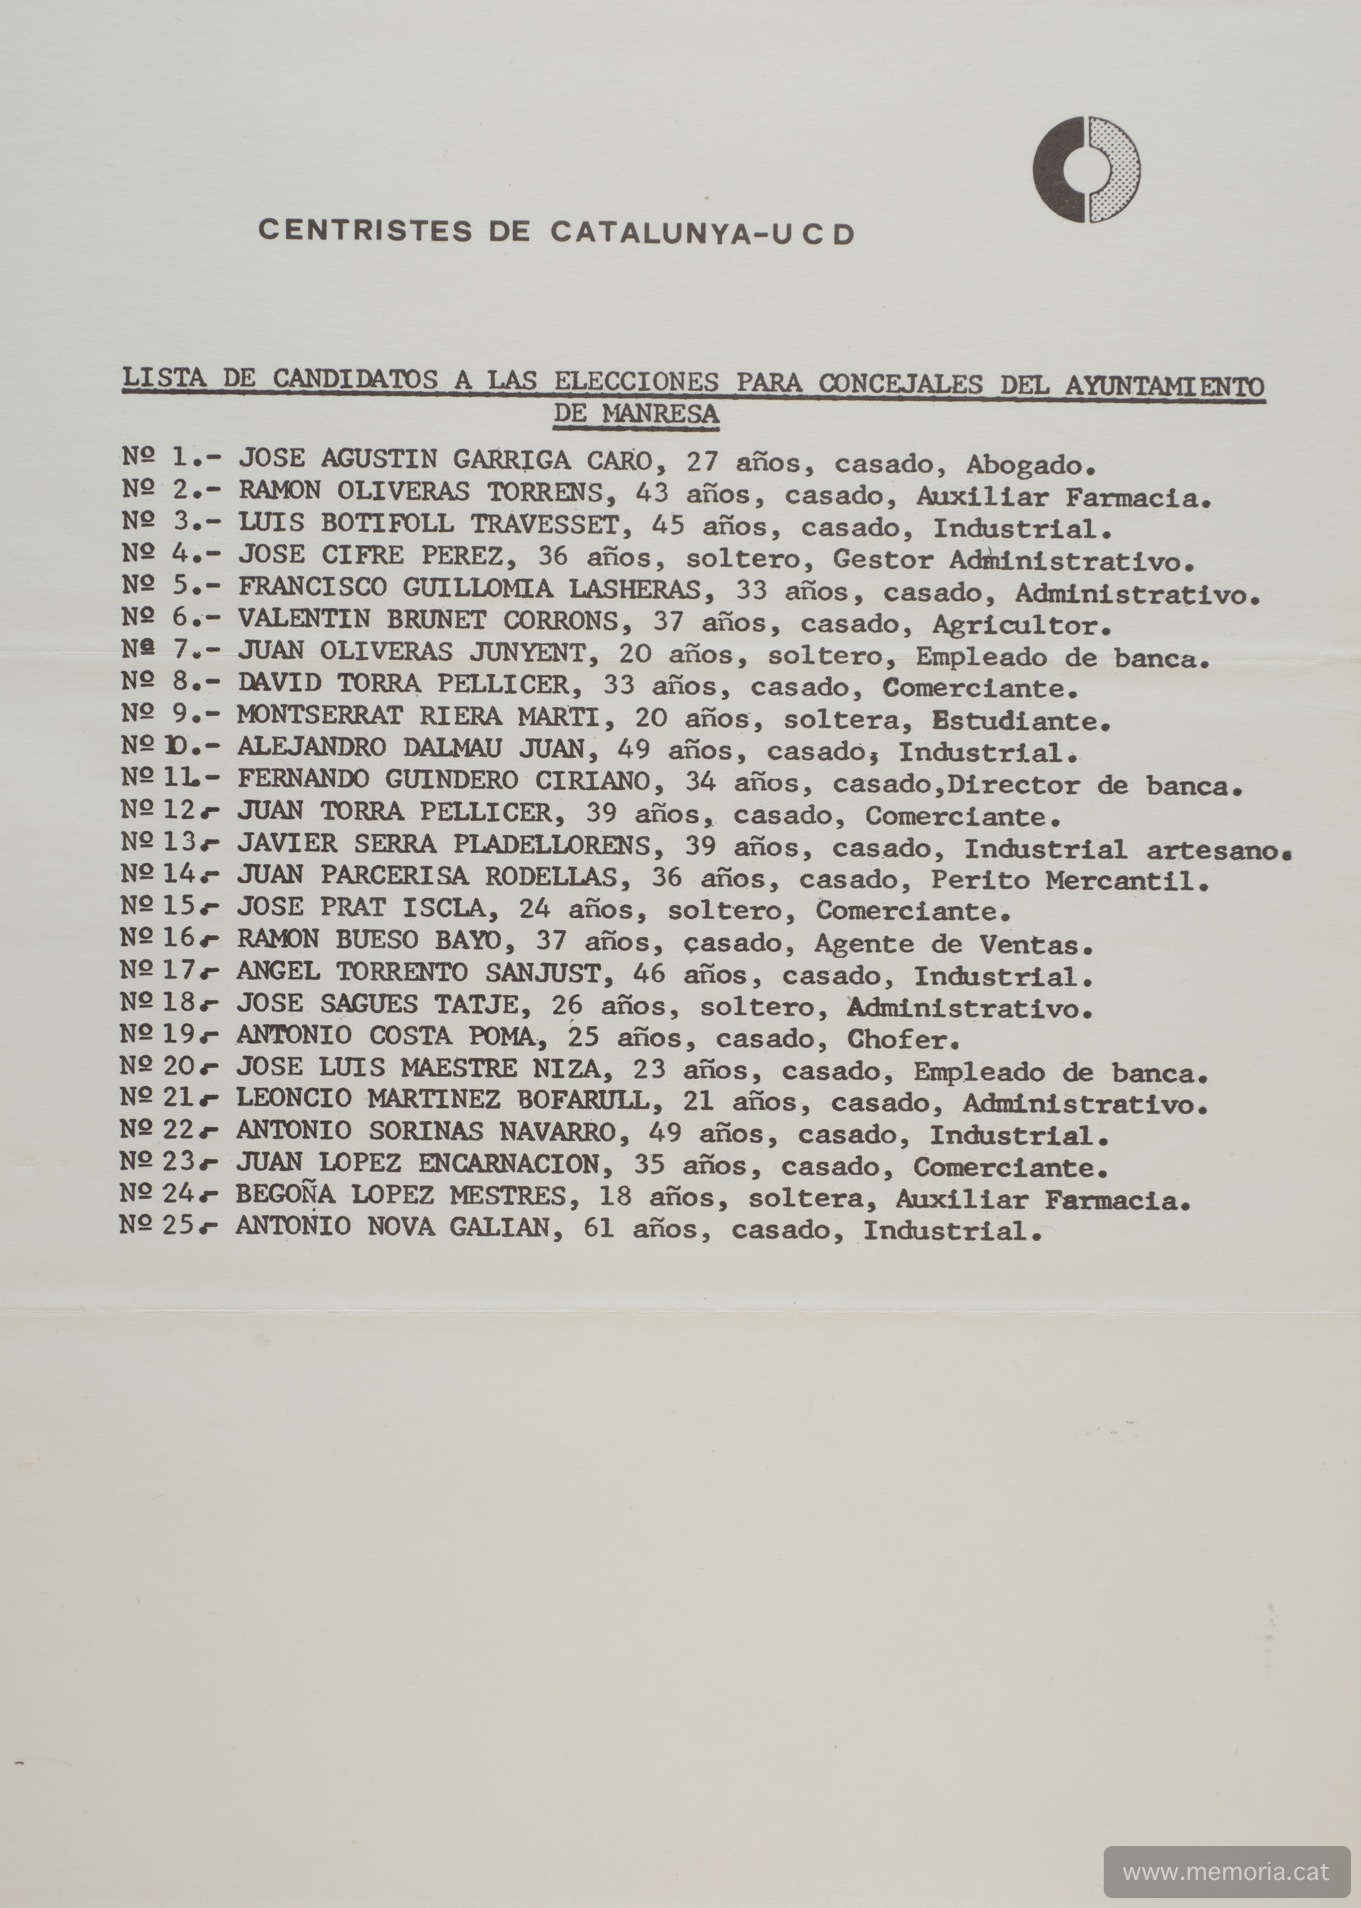 CENTRISTES DE CATALUNYA-UCD
LISTA DE CANDIDATOS A LAS ELECCIONES PARA CONCEJALES DEL AYUNTAMIENTO
DE MANRESA
Nº 1.- JOSE AGUSTIN GARRIGA CARO, 27 años, casado, Abogado.
Nº 2.- RAMON OLIVERAS TORRENS, 43 años, casado, Auxiliar Farmacia.
Nº 3.- LUIS BOTIFOLL TRAVESSET, 45 años, casado, Industrial.
Nº 4.- JOSE CIFRE PEREZ, 36 años, soltero, Gestor Administrativo.
Nº 5.- FRANCISCO GUILLOMIA LASHERAS, 33 años, casado, Administrativo.
Nº 6.- VALENTIN BRUNET CORRONS, 37 años, casado, Agricultor.
Nº 7.- JUAN OLIVERAS JUNYENT, 20 años, soltero, Empleado de banca.
Nº 8.- DAVID TORRA PELLICER, 33 años, casado, Comerciante.
Nº 9.- MONTSERRAT RIERA MARTI, 20 años, soltera, Estudiante.
Nº 10.- ALEJANDRO DALMAU JUAN, 49 años, casado, Industrial.
Nº 11.- FERNANDO GUINDERO CIRIANO, 34 años, casado,Director de banca.
Nº 12.- JUAN TORRA PELLICER, 39 años, casado, Comerciante.
Nº 13.- JAVIER SERRA PLADELLORENS, 39 años, casado, Industrial artesano.
Nº 14.- JUAN PARCERISA RODELLAS, 36 años, casado, Perito Mercantil.
Nº 15.- JOSE PRAT ISCLA, 24 años, soltero, Comerciante.
Nº 16.- RAMON BUESO BAYO, 37 años, casado, Agente de Ventas.
Nº 17.- ANGEL TORRENTO SANJUST, 46 años, casado, Industrial.
Nº 18.- JOSE SAGUES TATJE, 26 años, soltero, Administrativo.
Nº 19.- ANTONIO COSTA POMA, 25 años, casado, Chofer.
Nº 20.- JOSE LUIS MAESTRE NIZA, 23 años, casado, Empleado de banca.
Nº 21.- LEONCIO MARTINEZ BOFARULL, 21 años, casado, Administrativo.
Nº 22.- ANTONIO SORINAS NAVARRO, 49 años, casado, Industrial.
Nº 23.- JUAN LOPEZ ENCARNACION, 35 años, casado, Comerciante.
Nº 24.- BEGOÑA LOPEZ MESTRES, 18 años, soltera, Auxiliar Farmacia.
Nº 25.- ANTONIO NOVA GALIAN, 61 años, casado, Industrial.
www.memoria.cat